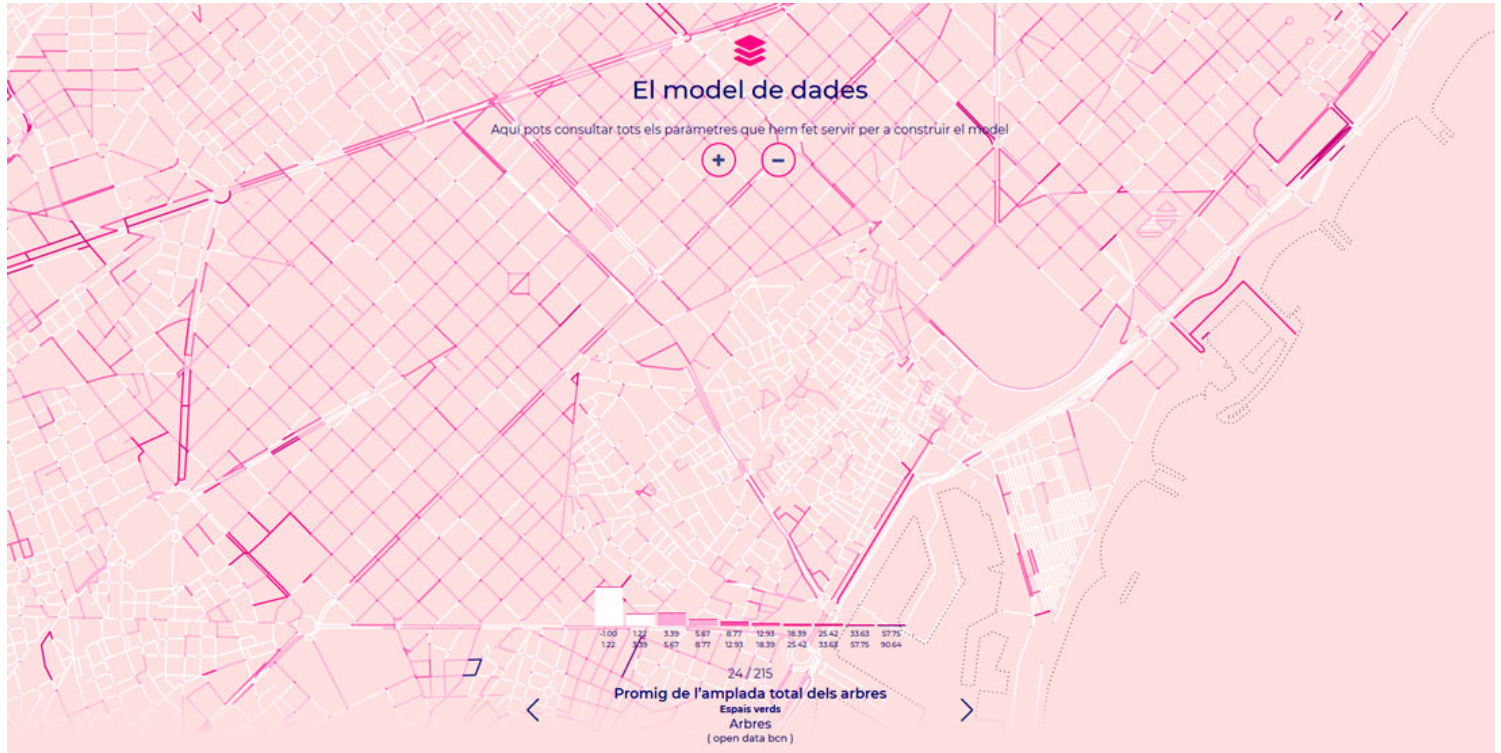 El model de dades
Aquí pots consultar tots els paràmetres que hem fet servir per a construir el model
+ −
-1.00 1.22 3.39 5.67 8.77 12.93 18.39 25.42 33.63 57.75
1.22 3.39 5.67 8.77 12.93 18.39 25.42 33.63 57.75 90.64
24 / 215
Promig de l'amplada total dels arbres
Espais verds
Arbres
( open data bcn )